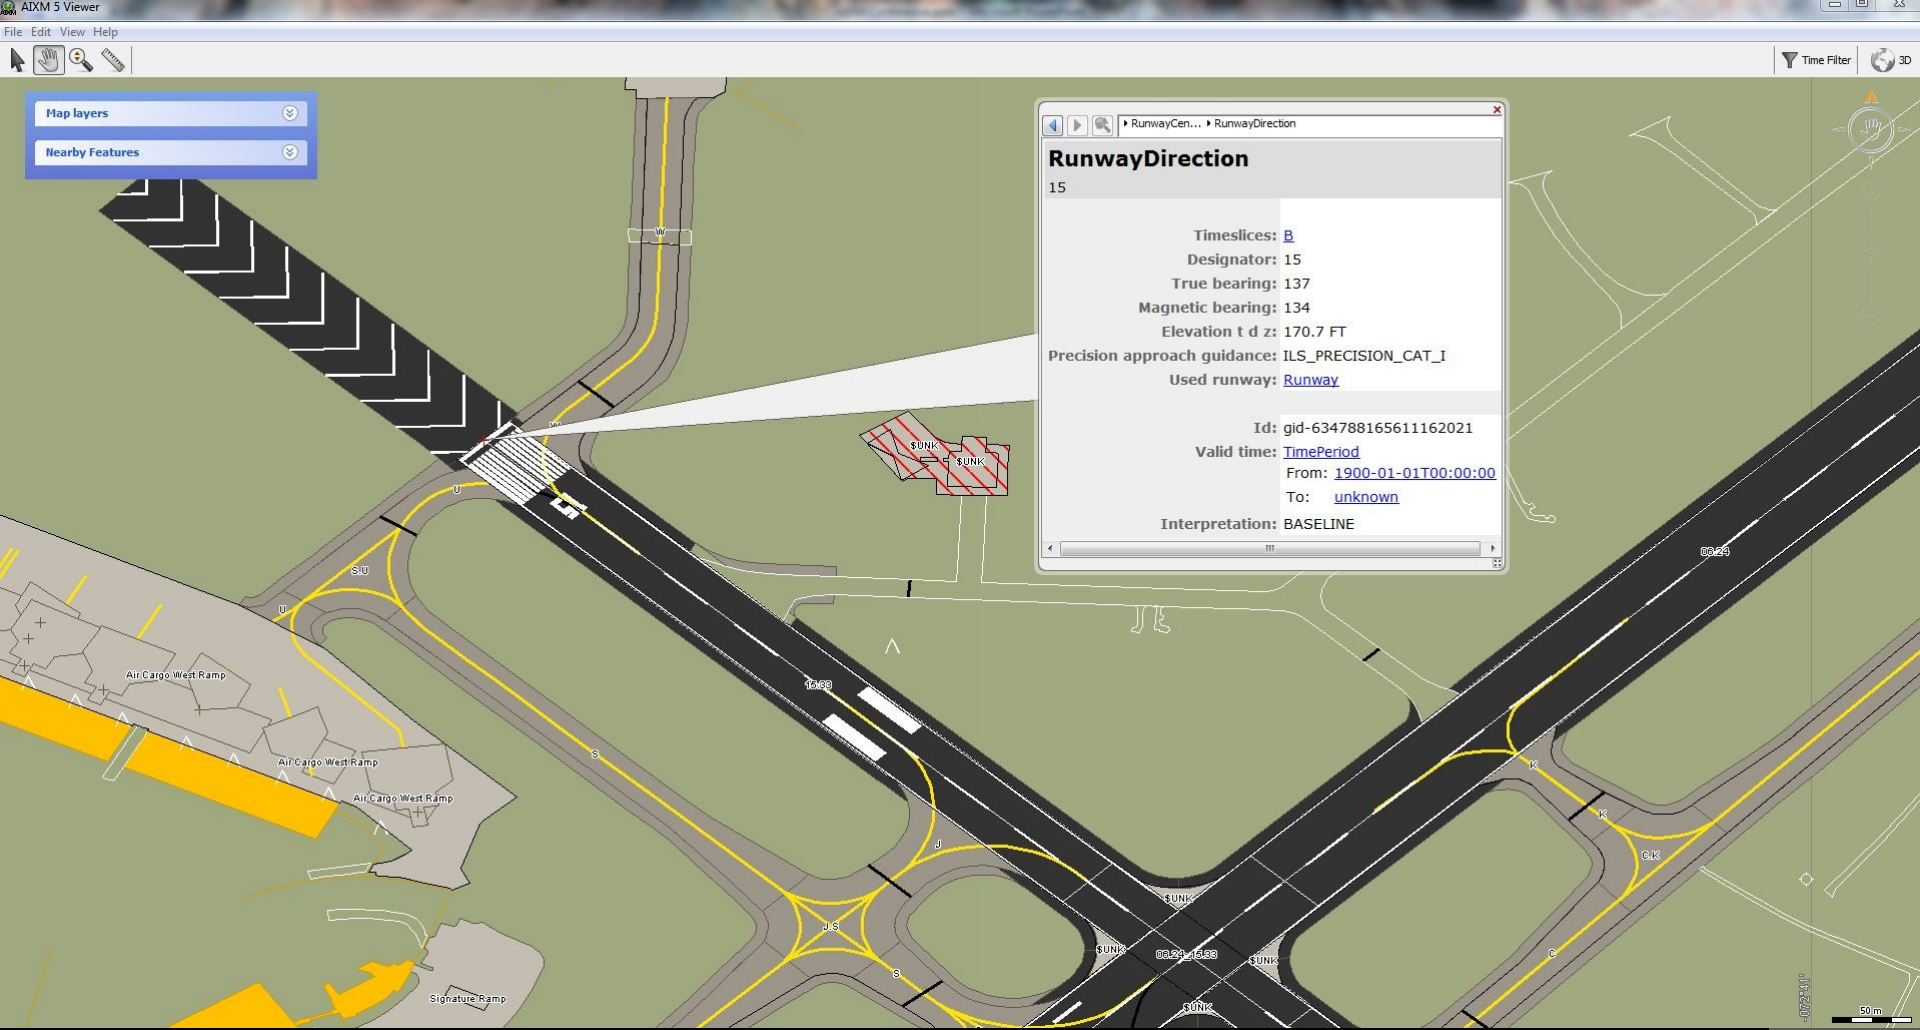 AIXM 5 Viewer
File Edit View Help
Time Filter
3D
Map layers
Nearby Features
RunwayCen... RunwayDirection
RunwayDirection
15
Timeslices: B
Designator: 15
True bearing: 137
Magnetic bearing: 134
Elevation t d z: 170.7 FT
Precision approach guidance: ILS_PRECISION_CAT_I
Used runway: Runway
Id: gid-634788165611162021
Valid time: TimePeriod
From: 1900-01-01T00:00:00
To: unknown
Interpretation: BASELINE
W
$UNK
$UNK
U
15
06.24
S.U
U
Air Cargo West Ramp
15.33
S
Air Cargo West Ramp
K
Air Cargo West Ramp
K
J
C.K
$UNK
J.S
$UNK
06.24_15.33
$UNK
C
S
Signature Ramp
$UNK
-072°41'
50 m